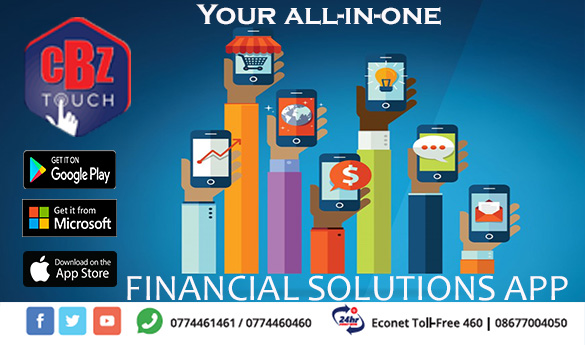 YOUR ALL-IN-ONE
cBz
TOUCH
GET IT ON
Google Play
Get it from
Microsoft
Download on the
App Store
$
FINANCIAL SOLUTIONS APP
0774461461 / 0774460460
24hr
Econet Toll-Free 460 | 08677004050